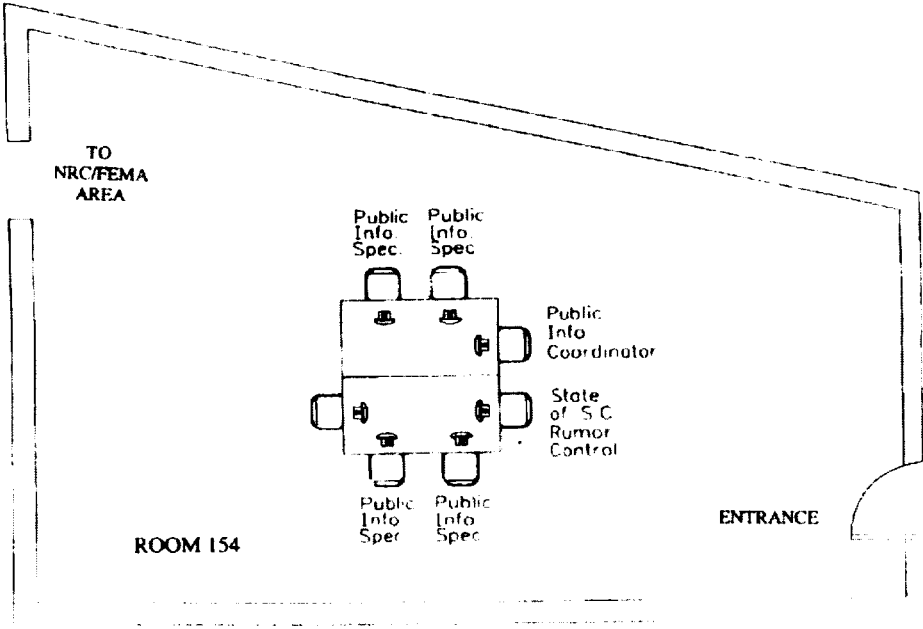 TO
NRC/FEMA
AREA
Public
Info.
Spec.
Public
Info.
Spec
Public
Info
Coordinator
State
of S C
Rumor
Control
Public
Info
Spec
Public
Info
Spec
ENTRANCE
ROOM 154